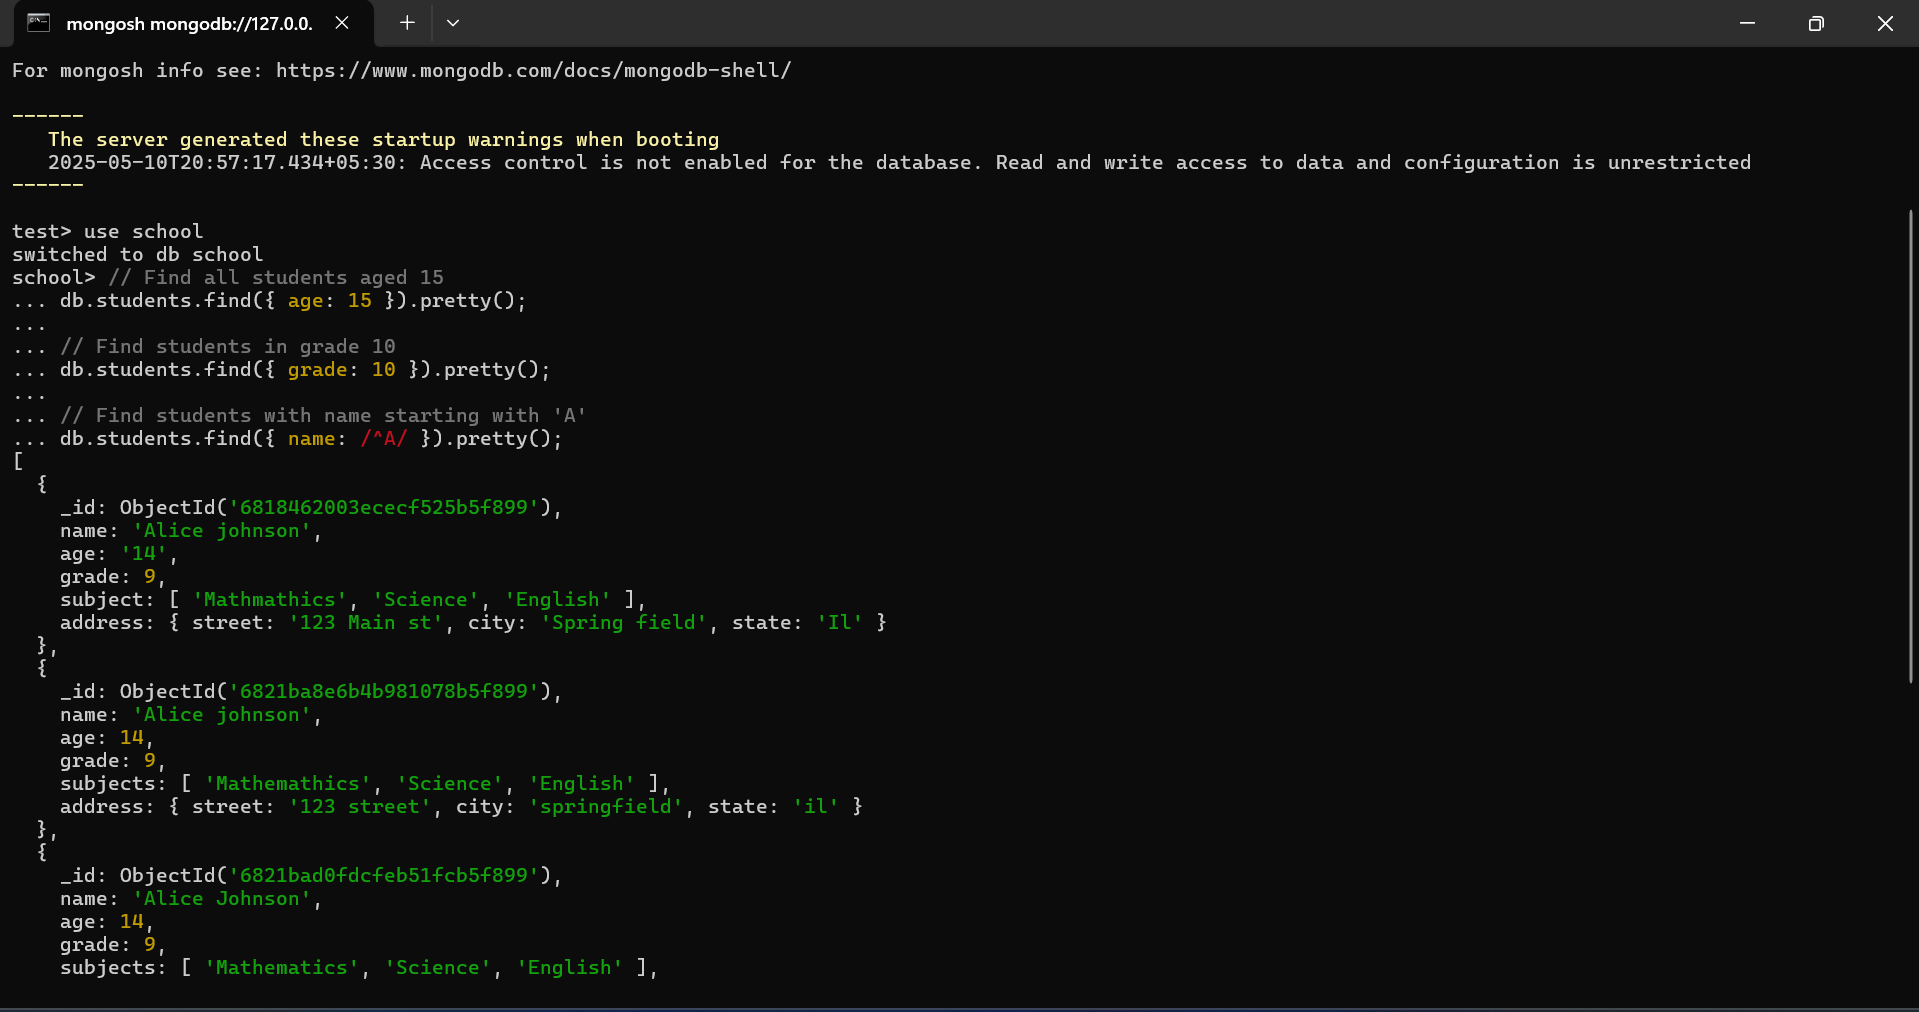 mongosh mongodb://127.0.0.
For mongosh info see: https://www.mongodb.com/docs/mongodb-shell/
------
   The server generated these startup warnings when booting
   2025-05-10T20:57:17.434+05:30: Access control is not enabled for the database. Read and write access to data and configuration is unrestricted
------
test> use school
switched to db school
school> // Find all students aged 15
... db.students.find({ age: 15 }).pretty();
...
... // Find students in grade 10
... db.students.find({ grade: 10 }).pretty();
...
... // Find students with name starting with 'A'
... db.students.find({ name: /^A/ }).pretty();
[
  {
    _id: ObjectId('6818462003ececf525b5f899'),
    name: 'Alice johnson',
    age: '14',
    grade: 9,
    subject: [ 'Mathmathics', 'Science', 'English' ],
    address: { street: '123 Main st', city: 'Spring field', state: 'Il' }
  },
  {
    _id: ObjectId('6821ba8e6b4b981078b5f899'),
    name: 'Alice johnson',
    age: 14,
    grade: 9,
    subjects: [ 'Mathemathics', 'Science', 'English' ],
    address: { street: '123 street', city: 'springfield', state: 'il' }
  },
  {
    _id: ObjectId('6821bad0fdcfeb51fcb5f899'),
    name: 'Alice Johnson',
    age: 14,
    grade: 9,
    subjects: [ 'Mathematics', 'Science', 'English' ],